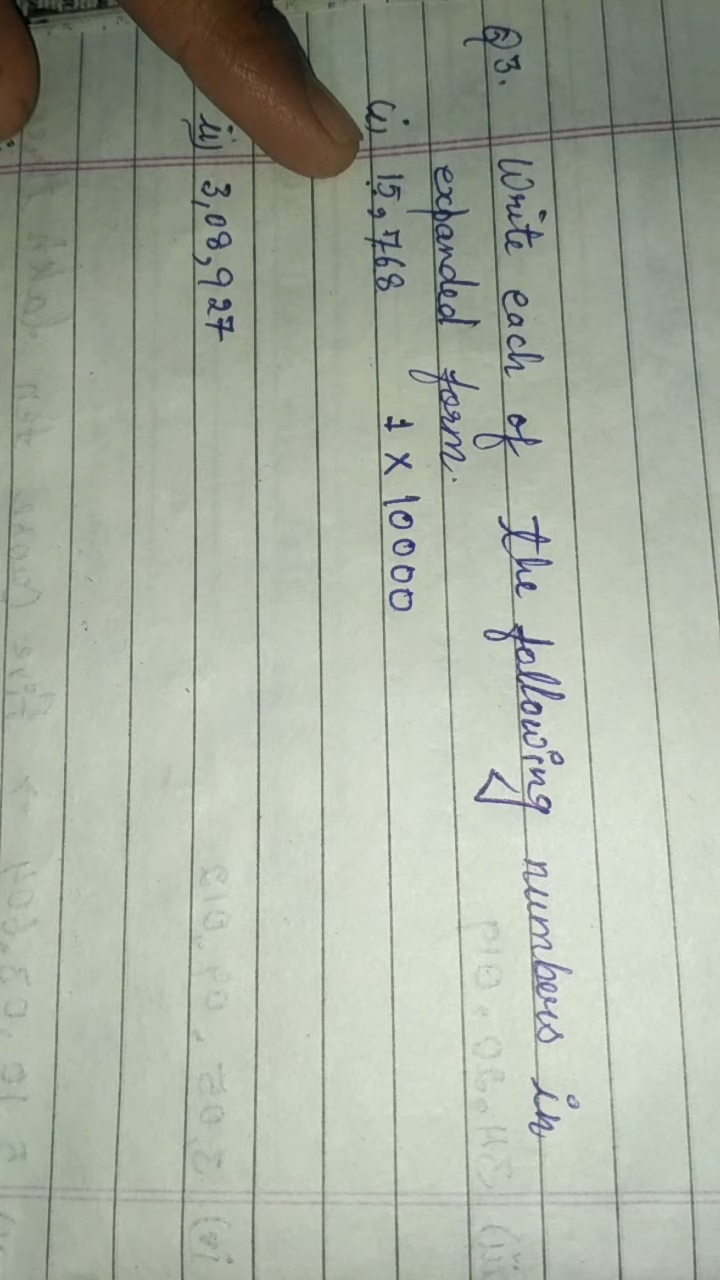 Q3. Write each of the following numbers in
expanded form.
(i) 15,768 1 × 10000
ii) 3,08,927